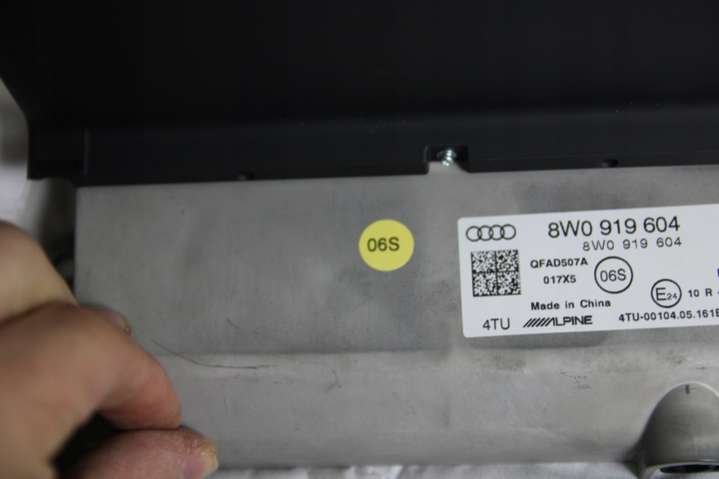 06S
8W0 919 604
8W0 919 604
QFAD507A
017X5
06S
E24
10 R
Made in China
4TU
ALPINE
4TU-00104.05.161